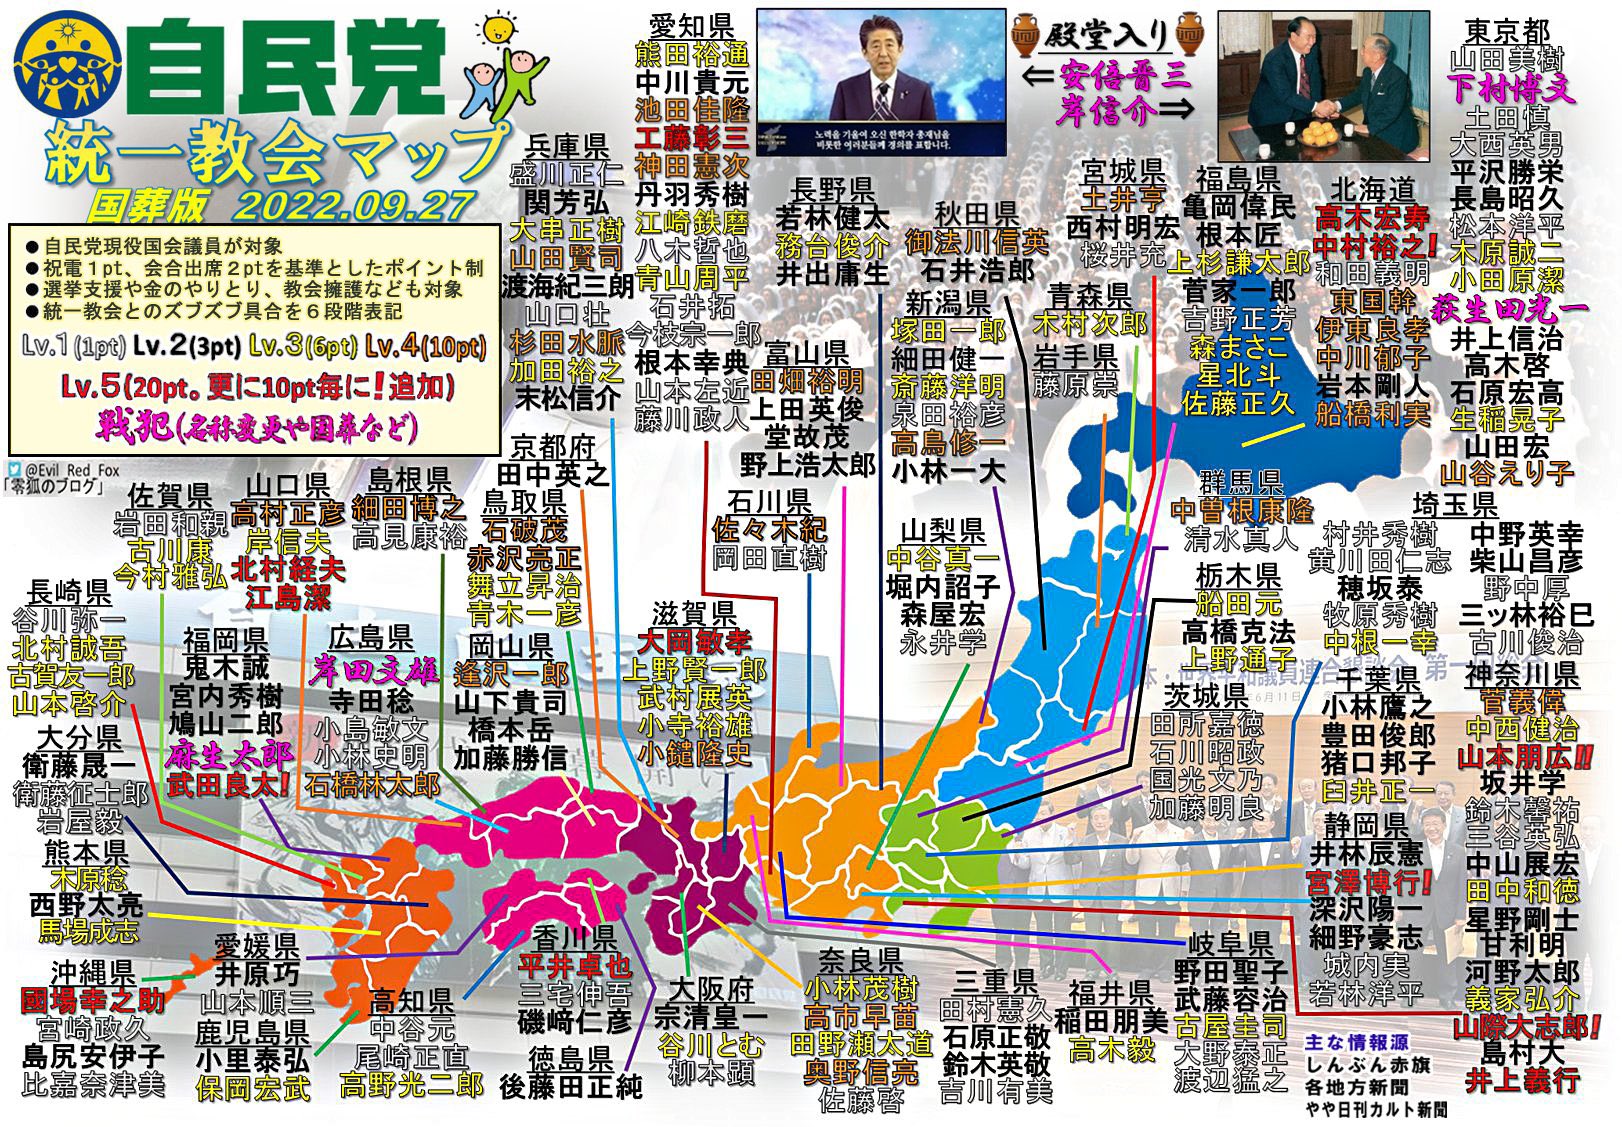 自民党
統一教会マップ
国葬版 2022.09.27
●自民党現役国会議員が対象
●祝電１pt、会合出席２ptを基準としたポイント制
●選挙支援や金のやりとり、教会擁護なども対象
●統一教会とのズブズブ具合を６段階表記
Lv.1(1pt) Lv.2(3pt) Lv.3(6pt) Lv.4(10pt)
Lv.5(20pt。更に10pt毎に！追加)
戦犯(名称変更や国葬など)
@Evil_Red_Fox
「零狐のブログ」
兵庫県
盛川正仁
関芳弘
大串正樹
山田賢司
渡海紀三朗
山口壮
杉田水脈
加田裕之
末松信介
愛知県
熊田裕通
中川貴元
池田佳隆
工藤彰三
神田憲次
丹羽秀樹
江崎鉄磨
八木哲也
青山周平
石井拓
今枝宗一郎
根本幸典
山本左近
藤川政人
노력을 기울여 오신 한학자 총재님을
비롯한 여러분들께 경의를 표합니다.
殿堂入り
⇐安倍晋三
岸信介⇒
長野県
若林健太
務台俊介
井出庸生
秋田県
御法川信英
石井浩郎
宮城県
土井亨
西村明宏
桜井充
福島県
亀岡偉民
根本匠
上杉謙太郎
菅家一郎
吉野正芳
森まさこ
星北斗
佐藤正久
北海道
高木宏寿
中村裕之！
和田義明
東国幹
伊東良孝
中川郁子
岩本剛人
船橋利実
東京都
山田美樹
下村博文
土田慎
大西英男
平沢勝栄
長島昭久
松本洋平
木原誠二
小田原潔
萩生田光一
井上信治
高木啓
石原宏高
生稲晃子
山田宏
山谷えり子
富山県
田畑裕明
上田英俊
堂故茂
野上浩太郎
新潟県
塚田一郎
細田健一
斎藤洋明
泉田裕彦
高鳥修一
小林一大
青森県
木村次郎
岩手県
藤原崇
京都府
田中英之
鳥取県
石破茂
赤沢亮正
舞立昇治
青木一彦
佐賀県
岩田和親
古川康
今村雅弘
山口県
高村正彦
岸信夫
北村経夫
江島潔
島根県
細田博之
高見康裕
石川県
佐々木紀
岡田直樹
山梨県
中谷真一
堀内詔子
森屋宏
永井学
群馬県
中曽根康隆
清水真人
埼玉県
村井秀樹
黄川田仁志
穂坂泰
牧原秀樹
中根一幸
中野英幸
柴山昌彦
野中厚
三ッ林裕巳
古川俊治
栃木県
船田元
高橋克法
上野通子
茨城県
田所嘉徳
石川昭政
国光文乃
加藤明良
長崎県
谷川弥一
北村誠吾
古賀友一郎
山本啓介
福岡県
鬼木誠
宮内秀樹
鳩山二郎
麻生太郎
武田良太！
広島県
岸田文雄
寺田稔
小島敏文
小林史明
石橋林太郎
岡山県
逢沢一郎
山下貴司
橋本岳
加藤勝信
滋賀県
大岡敏孝
上野賢一郎
武村展英
小寺裕雄
小鑓隆史
千葉県
小林鷹之
豊田俊郎
猪口邦子
臼井正一
神奈川県
菅義偉
中西健治
山本朋広！！
坂井学
鈴木馨祐
三谷英弘
中山展宏
田中和徳
星野剛士
甘利明
河野太郎
義家弘介
山際大志郎！
島村大
井上義行
静岡県
井林辰憲
宮澤博行！
深沢陽一
細野豪志
城内実
若林洋平
大分県
衛藤晟一
衛藤征士郎
岩屋毅
熊本県
木原稔
西野太亮
馬場成志
沖縄県
國場幸之助
宮崎政久
島尻安伊子
比嘉奈津美
愛媛県
井原巧
山本順三
鹿児島県
小里泰弘
保岡宏武
高知県
中谷元
尾崎正直
高野光二郎
香川県
平井卓也
三宅伸吾
磯﨑仁彦
徳島県
後藤田正純
大阪府
宗清皇一
谷川とむ
柳本顕
奈良県
小林茂樹
高市早苗
田野瀬太道
奥野信亮
佐藤啓
三重県
田村憲久
石原正敬
鈴木英敬
吉川有美
福井県
稲田朋美
高木毅
岐阜県
野田聖子
武藤容治
古屋圭司
大野泰正
渡辺猛之
主な情報源
しんぶん赤旗
各地方新聞
やや日刊カルト新聞